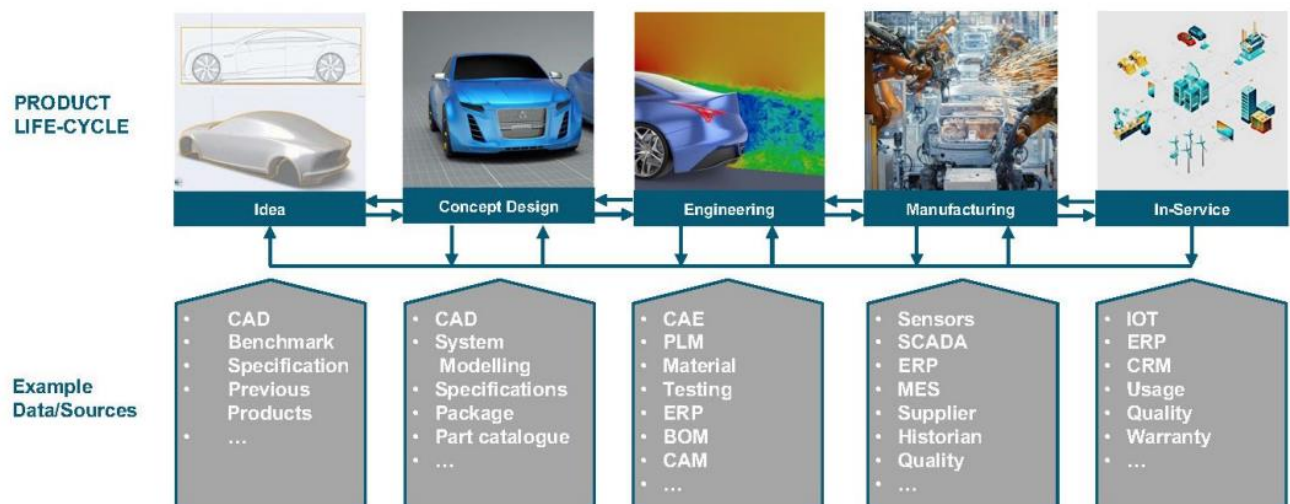 PRODUCT
LIFE-CYCLE
Idea
Concept Design
Engineering
Manufacturing
In-Service
Example
Data/Sources
• CAD
• Benchmark
• Specification
• Previous
Products
• ...
• CAD
• System
Modelling
• Specifications
• Package
• Part catalogue
• ...
• CAE
• PLM
• Material
• Testing
• ERP
• BOM
• CAM
• ...
• Sensors
• SCADA
• ERP
• MES
• Supplier
• Historian
• Quality
• ...
• IOT
• ERP
• CRM
• Usage
• Quality
• Warranty
• ...